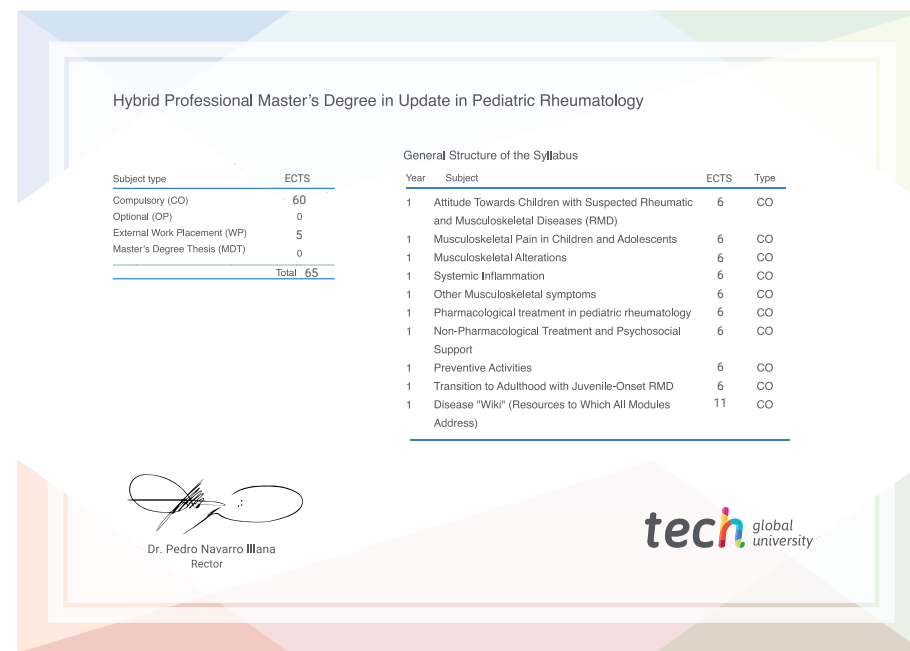 Hybrid Professional Master's Degree in Update in Pediatric Rheumatology
Subject type ECTS
Compulsory (CO) 60
Optional (OP) 0
External Work Placement (WP) 5
Master's Degree Thesis (MDT) 0
Total 65
General Structure of the Syllabus
Year Subject ECTS Type
1 Attitude Towards Children with Suspected Rheumatic 6 CO
and Musculoskeletal Diseases (RMD)
1 Musculoskeletal Pain in Children and Adolescents 6 CO
1 Musculoskeletal Alterations 6 CO
1 Systemic Inflammation 6 CO
1 Other Musculoskeletal symptoms 6 CO
1 Pharmacological treatment in pediatric rheumatology 6 CO
1 Non-Pharmacological Treatment and Psychosocial 6 CO
Support
1 Preventive Activities 6 CO
1 Transition to Adulthood with Juvenile-Onset RMD 6 CO
1 Disease "Wiki" (Resources to Which All Modules 11 CO
Address)
Dr. Pedro Navarro Illana
Rector
tech global
university